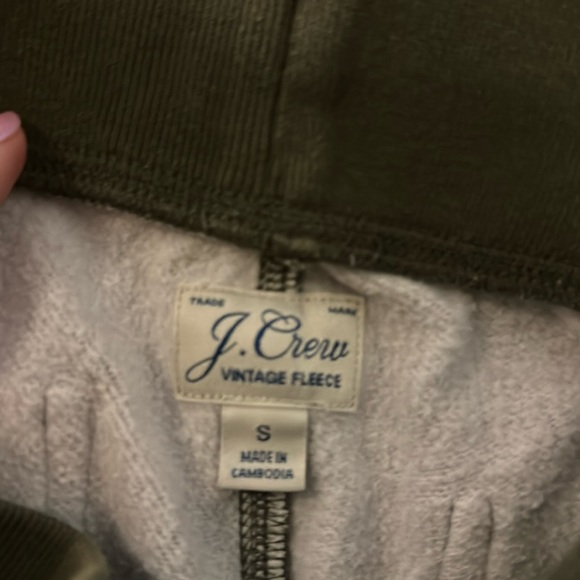 TRADE MARK
J.Crew
VINTAGE FLEECE
S
MADE IN
CAMBODIA